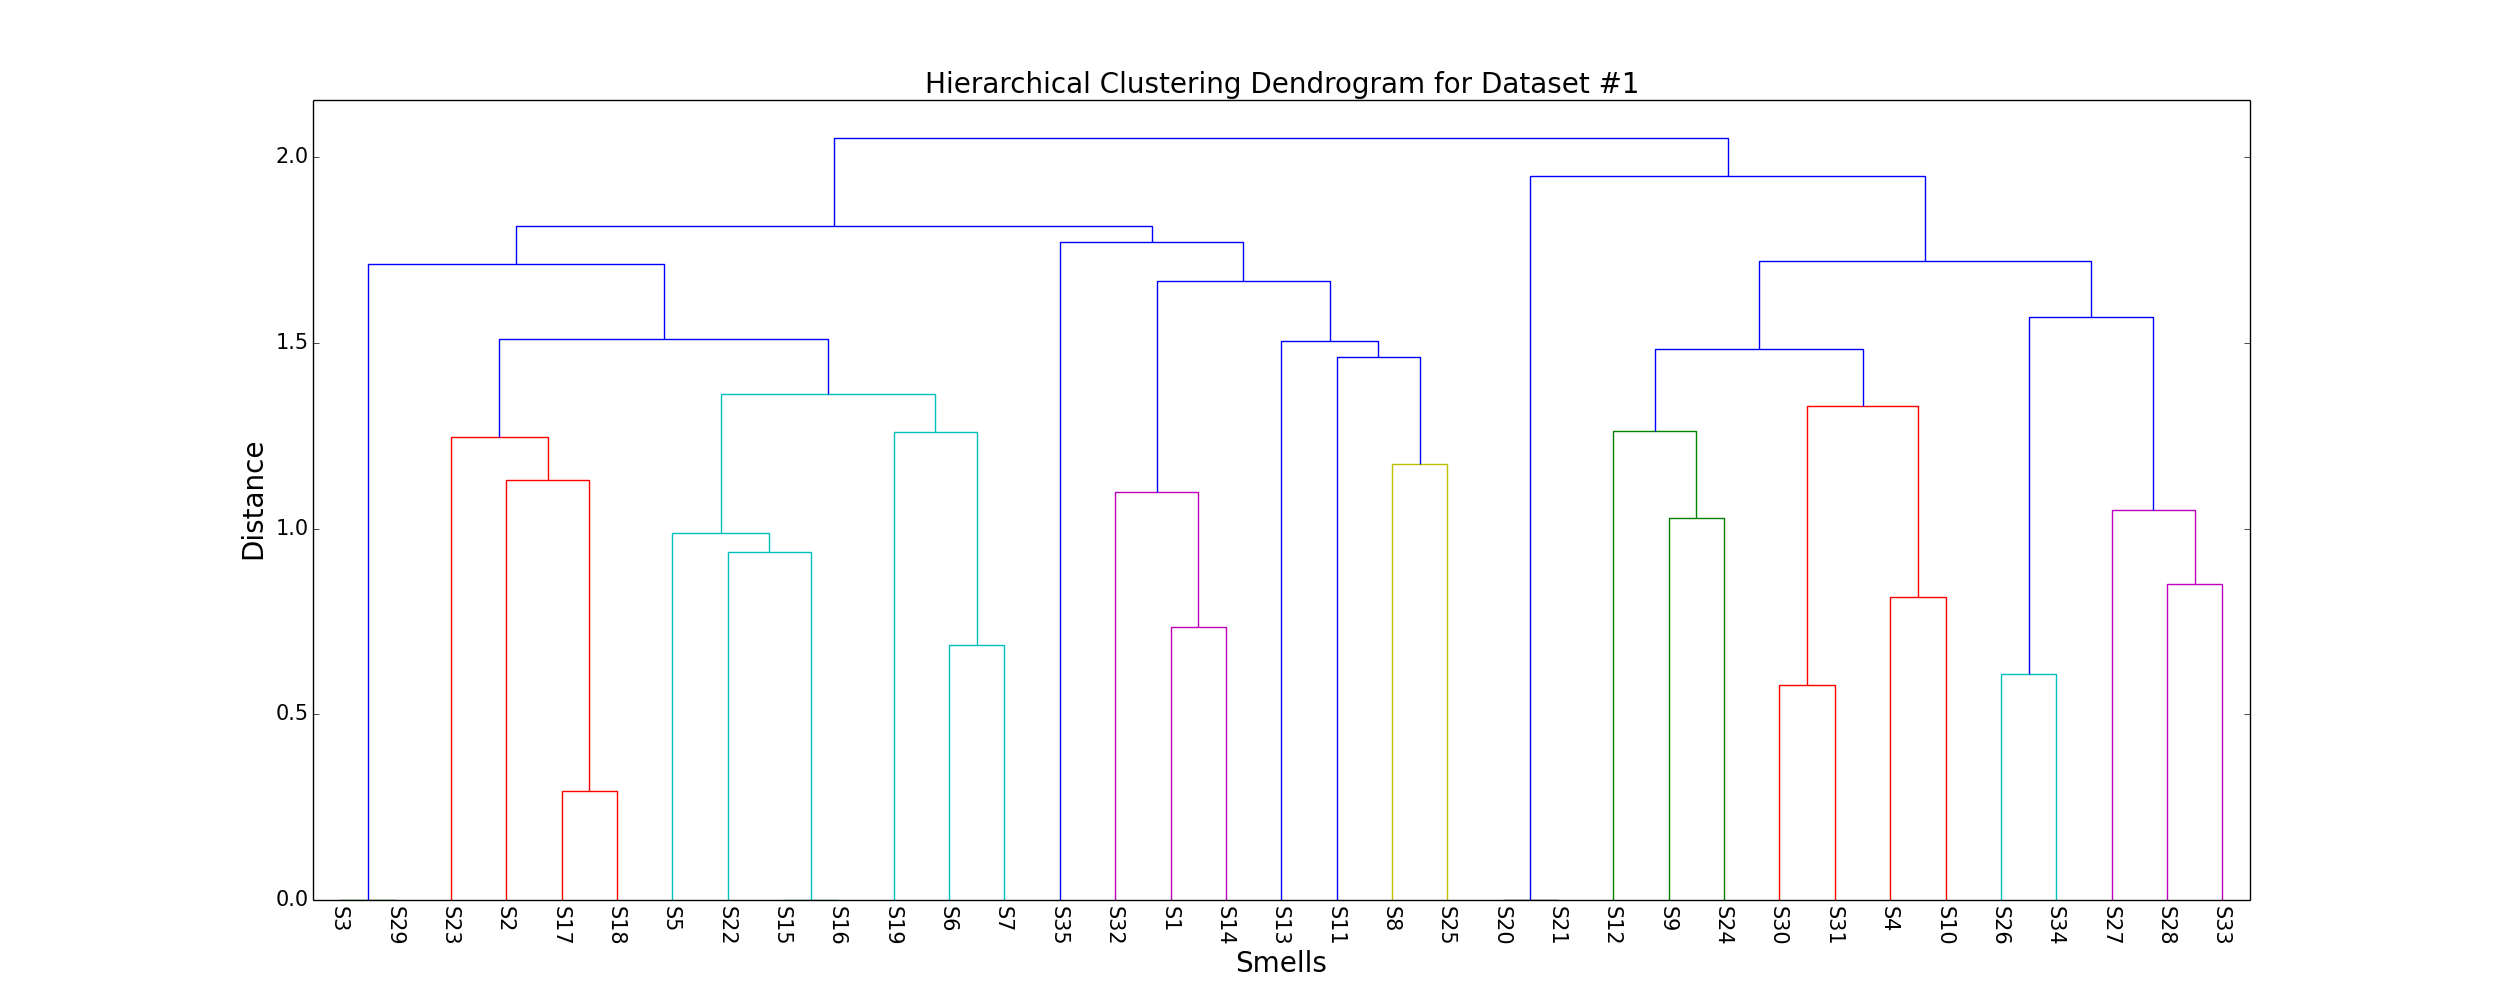 Hierarchical Clustering Dendrogram for Dataset #1
2.0
1.5
1.0
0.5
0.0
Distance
S3 S29 S23 S2 S17 S18 S5 S22 S15 S16 S19 S6 S7 S35 S32 S1 S14 S13 S11 S8 S25 S20 S21 S12 S9 S24 S30 S31 S4 S10 S26 S34 S27 S28 S33
Smells